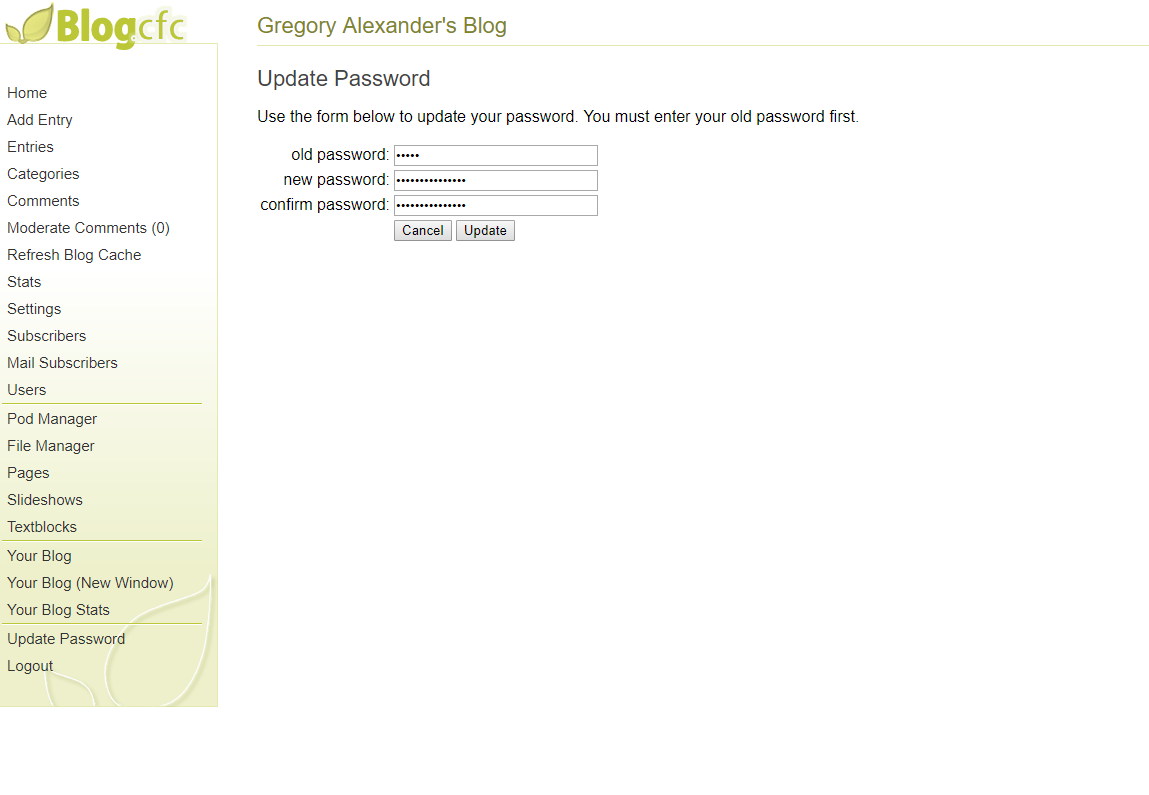 Blog.cfc
Gregory Alexander's Blog
Home
Add Entry
Entries
Categories
Comments
Moderate Comments (0)
Refresh Blog Cache
Stats
Settings
Subscribers
Mail Subscribers
Users
Pod Manager
File Manager
Pages
Slideshows
Textblocks
Your Blog
Your Blog (New Window)
Your Blog Stats
Update Password
Logout
Update Password
Use the form below to update your password. You must enter your old password first.
old password: •••••
new password: •••••••••••••••
confirm password: •••••••••••••••
Cancel Update